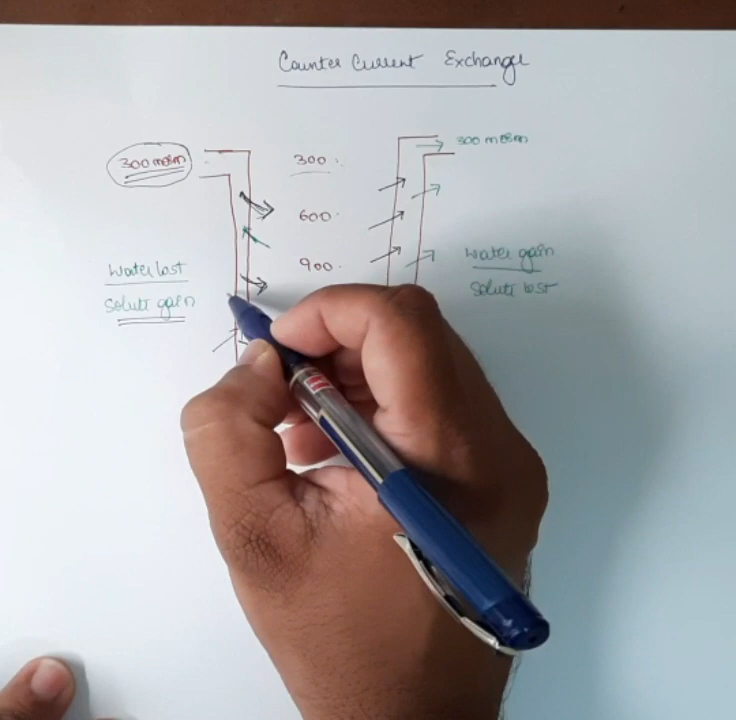 Counter Current Exchange
300 mosm
300
300 mosm
600
900
Water lost
Solute gain
Water gain
Solute lost